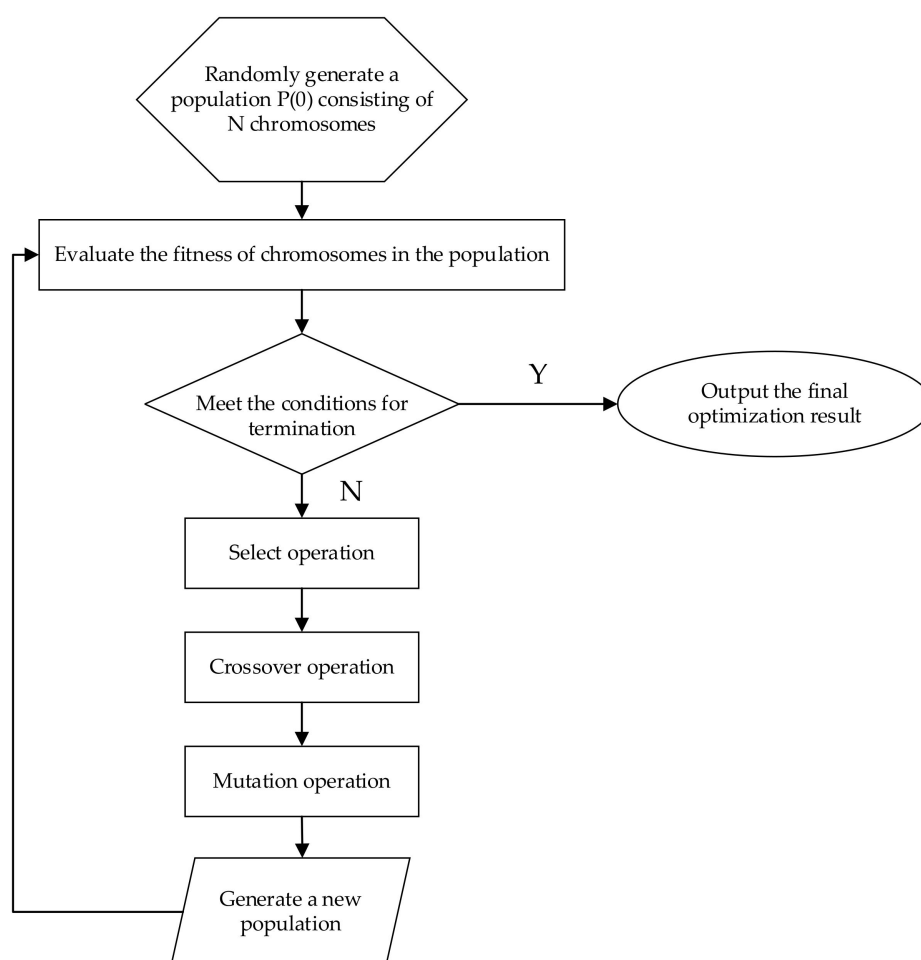 Randomly generate a
population P(0) consisting of
N chromosomes
Evaluate the fitness of chromosomes in the population
Meet the conditions for
termination
Y
Output the final
optimization result
N
Select operation
Crossover operation
Mutation operation
Generate a new
population